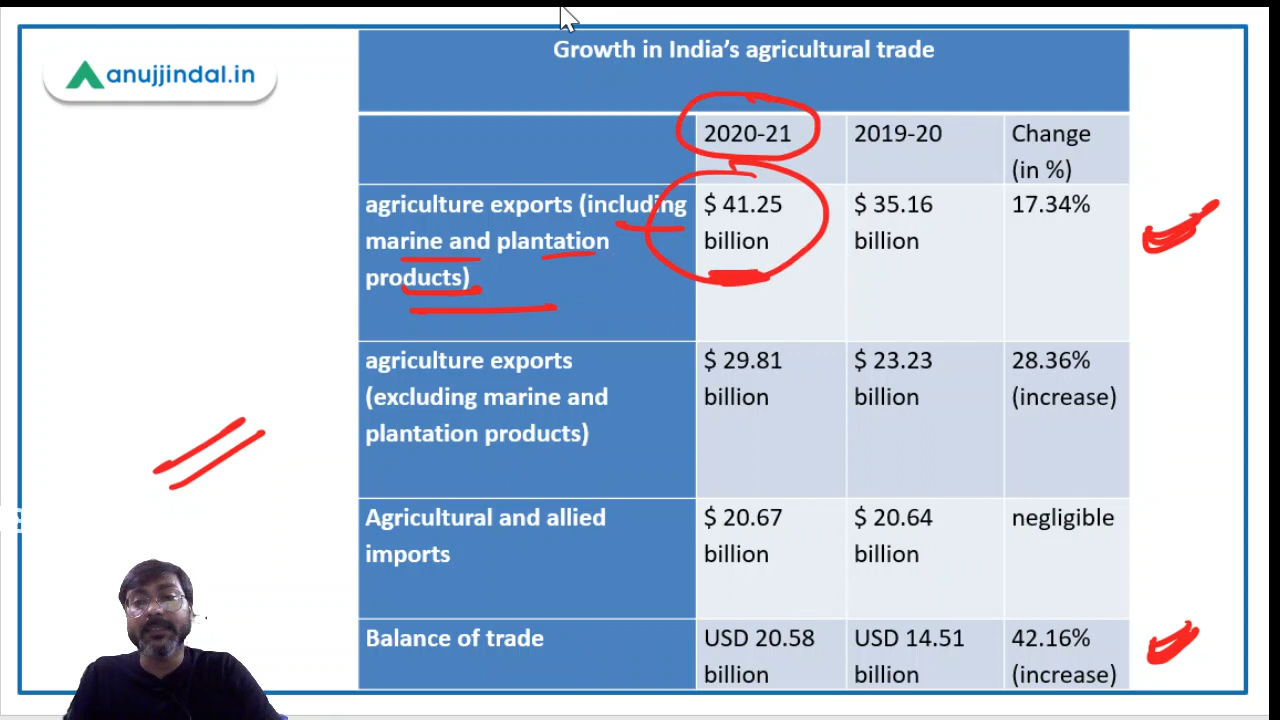 anujjindal.in
Growth in India's agricultural trade
2020-21 2019-20 Change
(in %)
agriculture exports (including $ 41.25 $ 35.16 17.34%
marine and plantation billion billion
products)
agriculture exports $ 29.81 $ 23.23 28.36%
(excluding marine and billion billion (increase)
plantation products)
Agricultural and allied $ 20.67 $ 20.64 negligible
imports billion billion
Balance of trade USD 20.58 USD 14.51 42.16%
billion billion (increase)